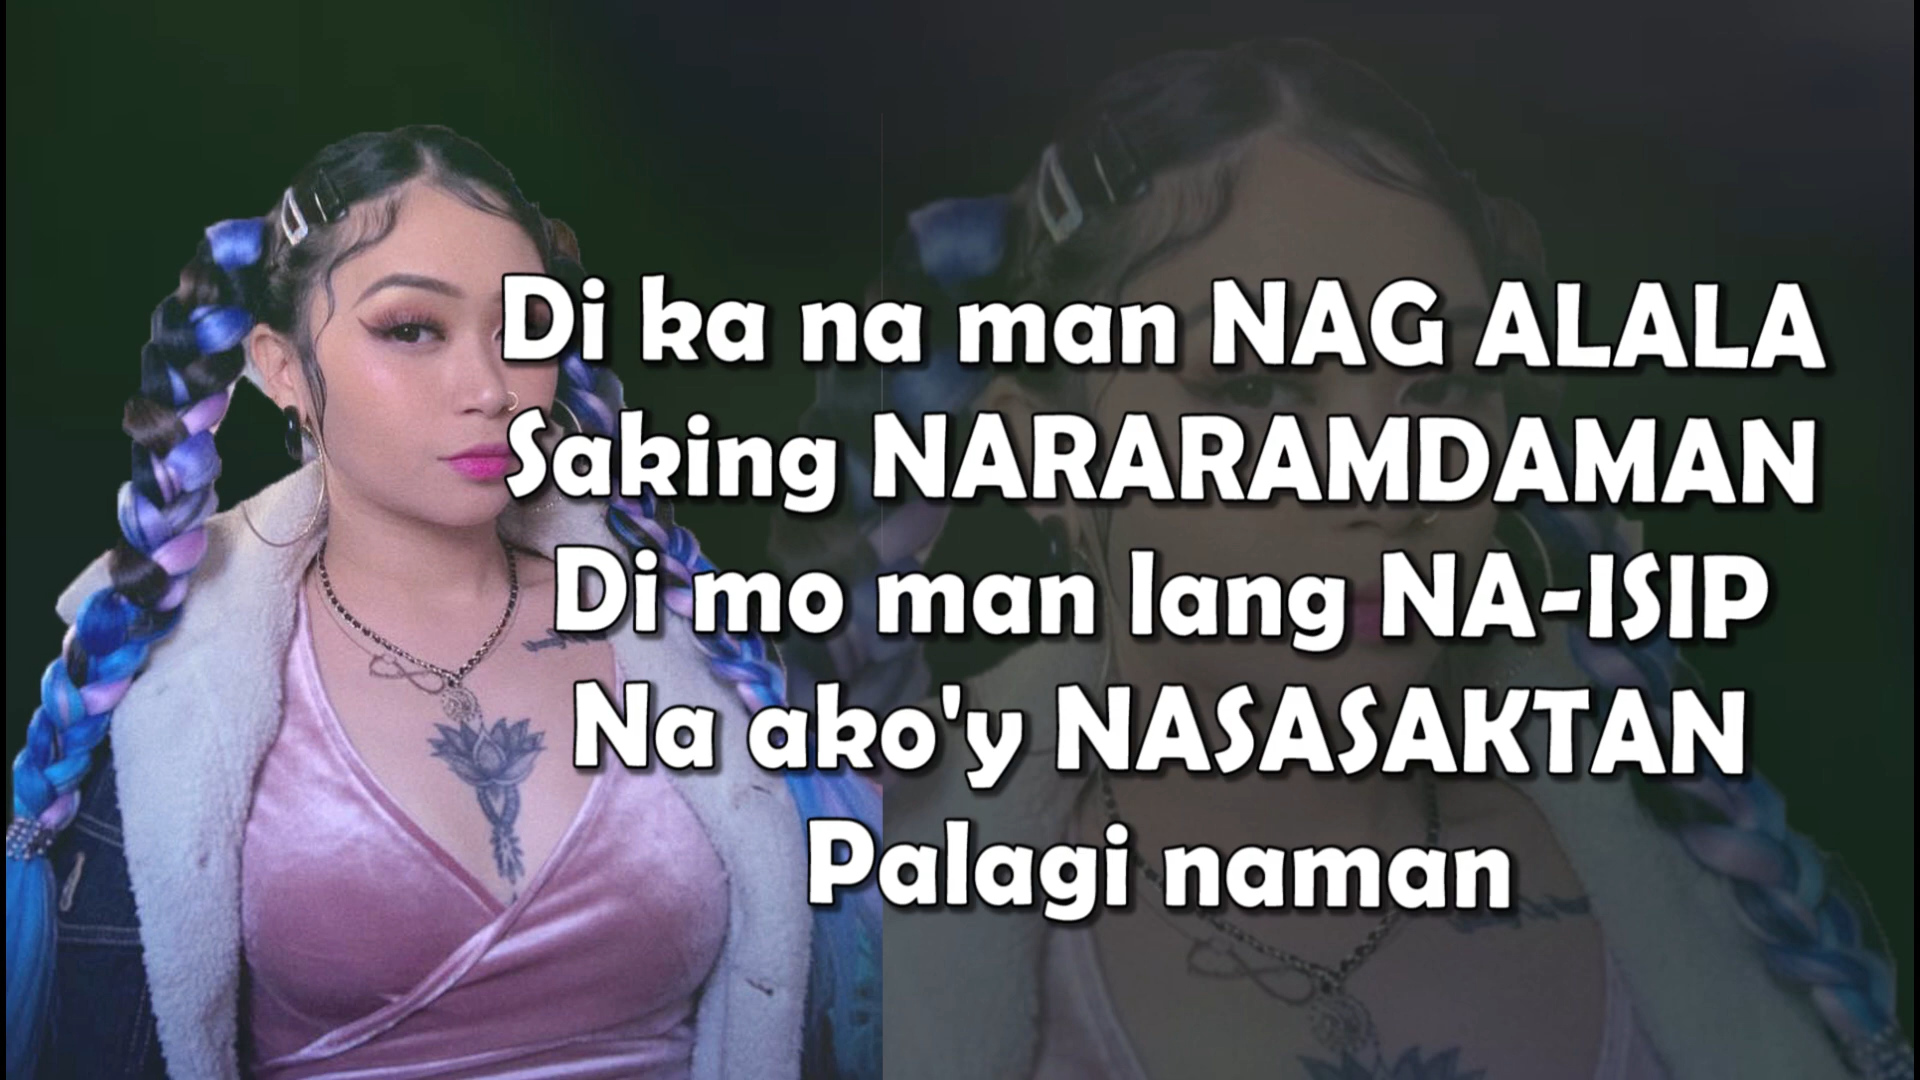 Di ka na man NAG ALALA
Saking NARARAMDAMAN
Di mo man lang NA-ISIP
Na ako'y NASASAKTAN
Palagi naman